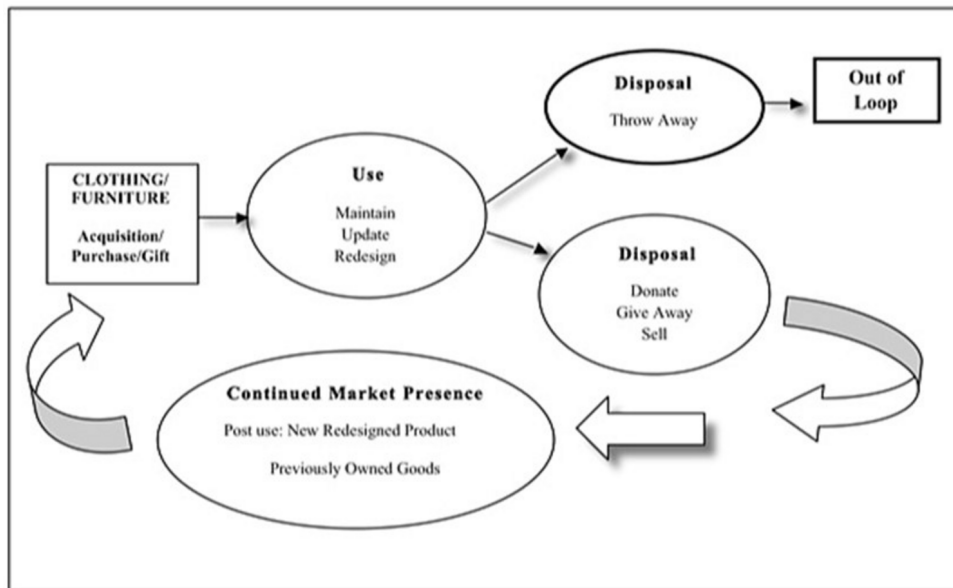 CLOTHING/
FURNITURE
Acquisition/
Purchase/Gift
Use
Maintain
Update
Redesign
Disposal
Throw Away
Out of
Loop
Disposal
Donate
Give Away
Sell
Continued Market Presence
Post use: New Redesigned Product
Previously Owned Goods